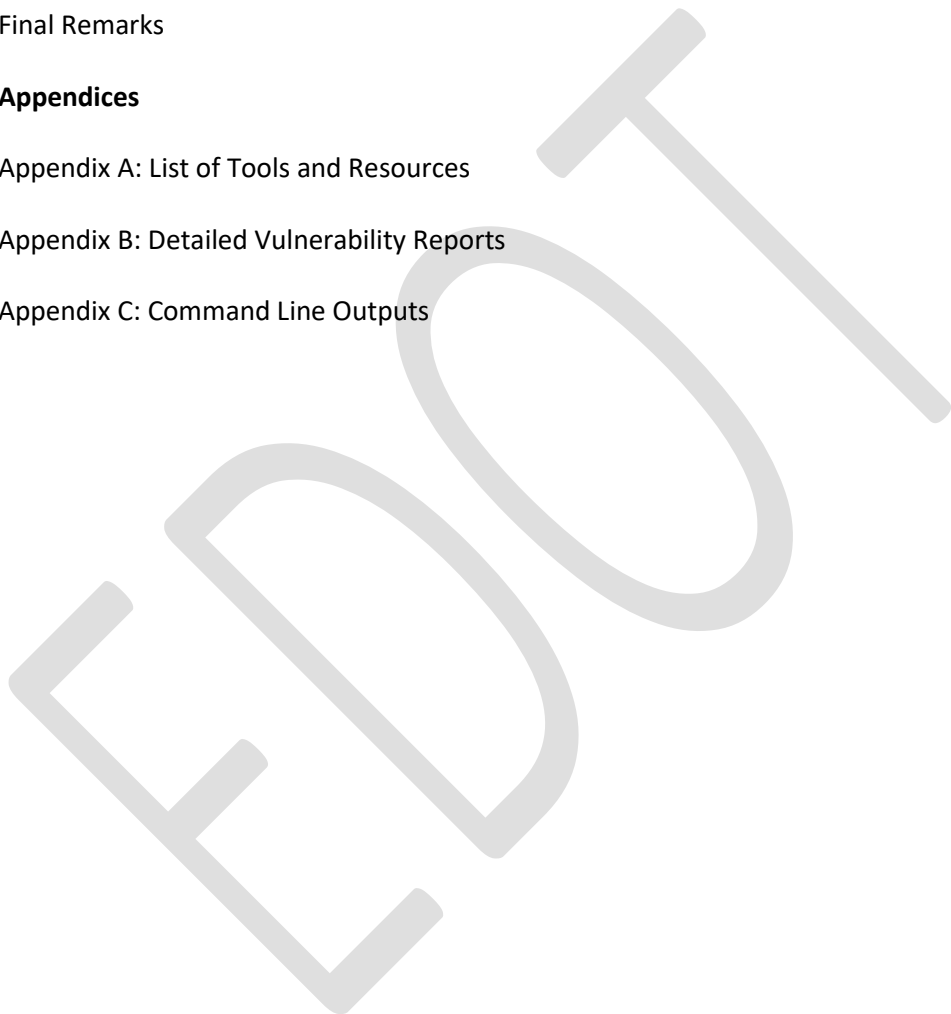 Final Remarks
Appendices
Appendix A: List of Tools and Resources
Appendix B: Detailed Vulnerability Reports
Appendix C: Command Line Outputs
EDOT